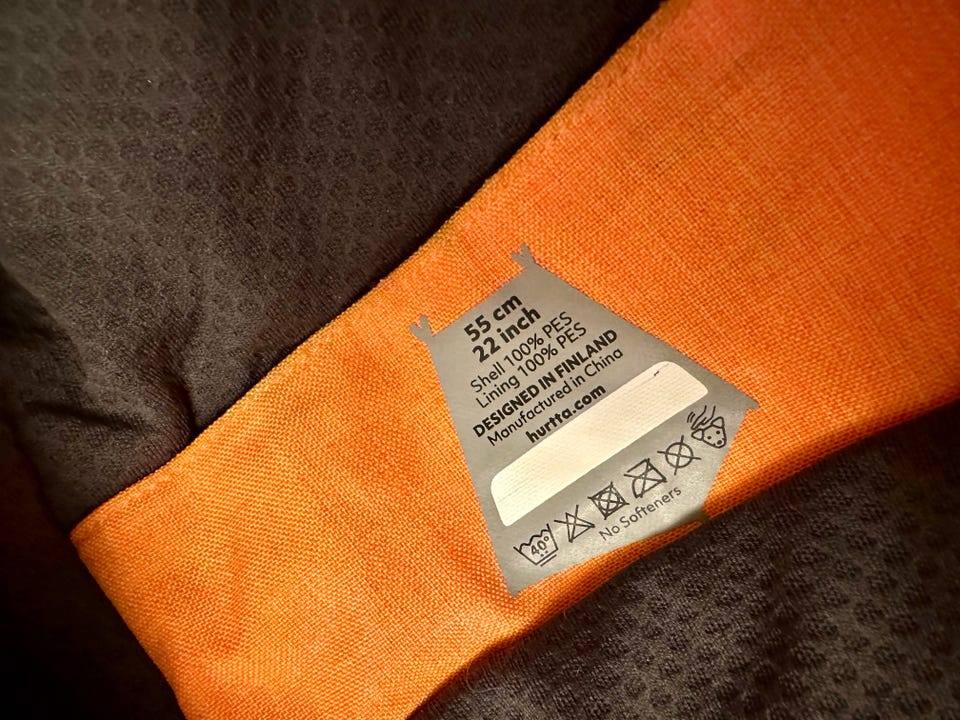 55 cm
22 inch
Shell 100% PES
Lining 100% PES
DESIGNED IN FINLAND
Manufactured in China
hurtta.com
40°
No Softeners